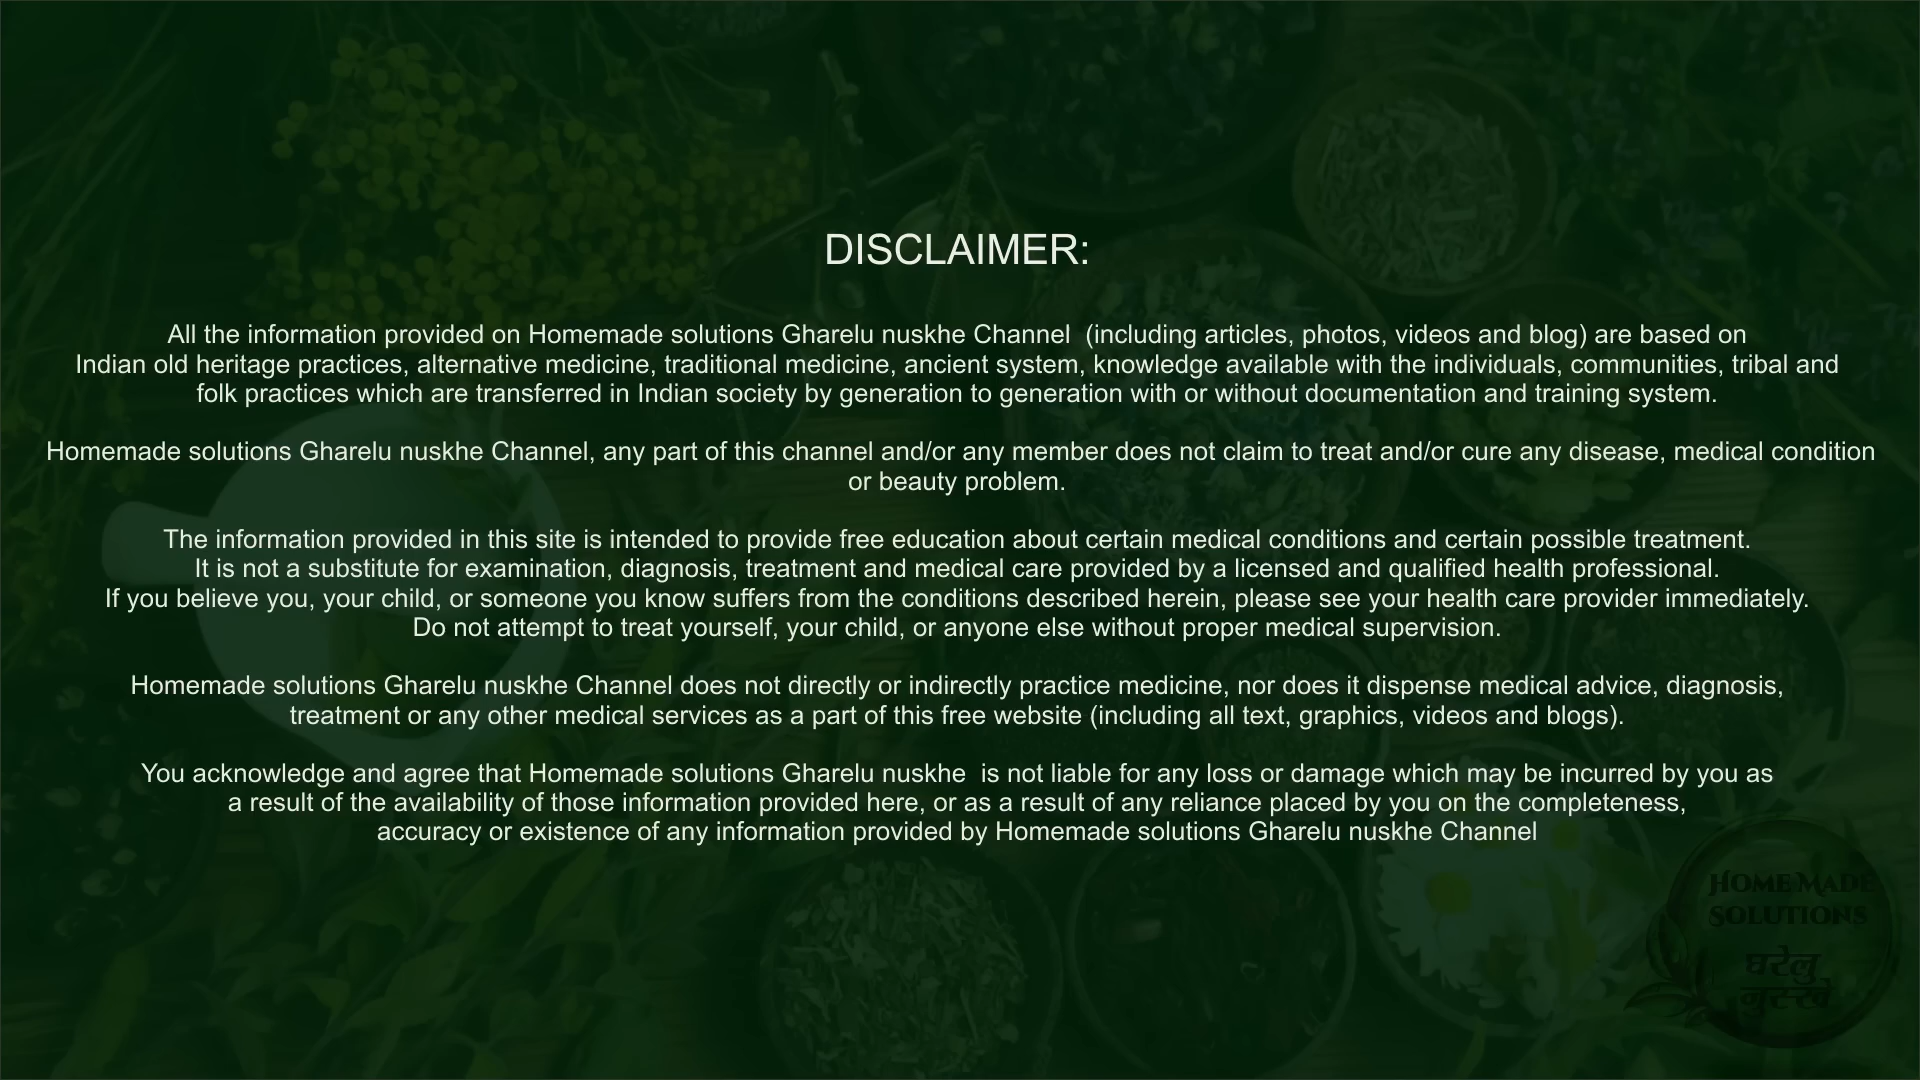 DISCLAIMER:
All the information provided on Homemade solutions Gharelu nuskhe Channel  (including articles, photos, videos and blog) are based on
Indian old heritage practices, alternative medicine, traditional medicine, ancient system, knowledge available with the individuals, communities, tribal and
folk practices which are transferred in Indian society by generation to generation with or without documentation and training system.
Homemade solutions Gharelu nuskhe Channel, any part of this channel and/or any member does not claim to treat and/or cure any disease, medical condition
or beauty problem.
The information provided in this site is intended to provide free education about certain medical conditions and certain possible treatment.
It is not a substitute for examination, diagnosis, treatment and medical care provided by a licensed and qualified health professional.
If you believe you, your child, or someone you know suffers from the conditions described herein, please see your health care provider immediately.
Do not attempt to treat yourself, your child, or anyone else without proper medical supervision.
Homemade solutions Gharelu nuskhe Channel does not directly or indirectly practice medicine, nor does it dispense medical advice, diagnosis,
treatment or any other medical services as a part of this free website (including all text, graphics, videos and blogs).
You acknowledge and agree that Homemade solutions Gharelu nuskhe  is not liable for any loss or damage which may be incurred by you as
a result of the availability of those information provided here, or as a result of any reliance placed by you on the completeness,
accuracy or existence of any information provided by Homemade solutions Gharelu nuskhe Channel
HOMEMADE
SOLUTIONS
घरेलु
नुस्खे